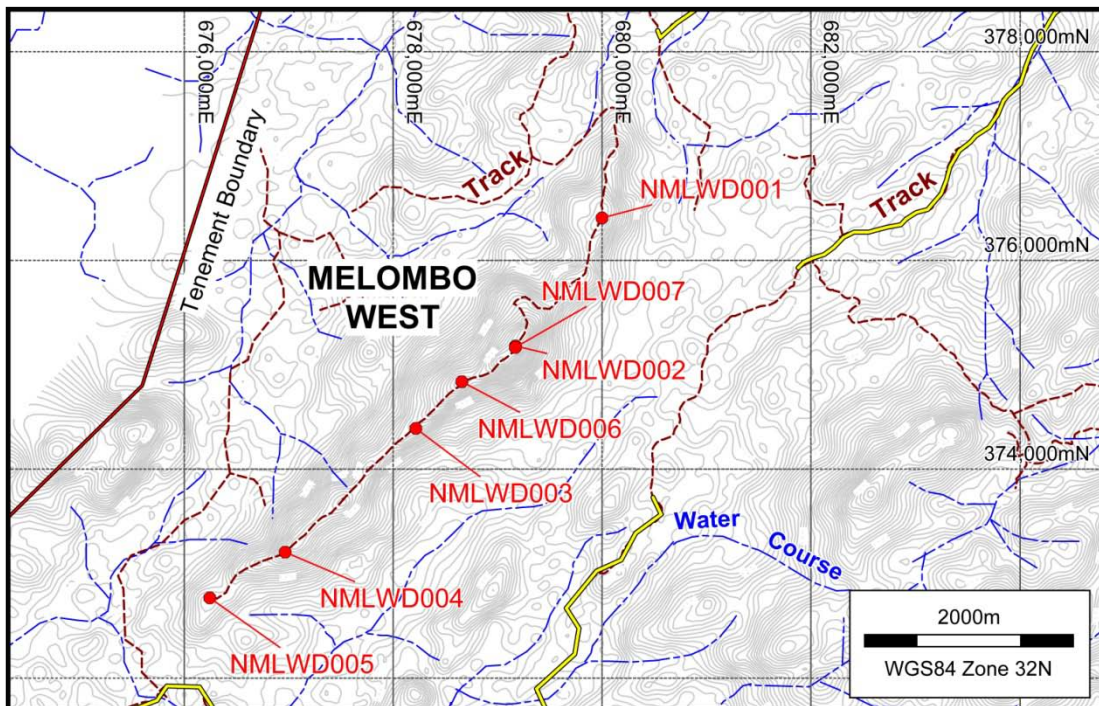 676,000mE
678,000mE
680,000mE
682,000mE
378,000mN
Tenement Boundary
Track
NMLWD001
Track
376,000mN
MELOMBO
WEST
NMLWD007
NMLWD002
NMLWD006
374,000mN
NMLWD003
Water
Course
NMLWD004
NMLWD005
2000m
WGS84 Zone 32N